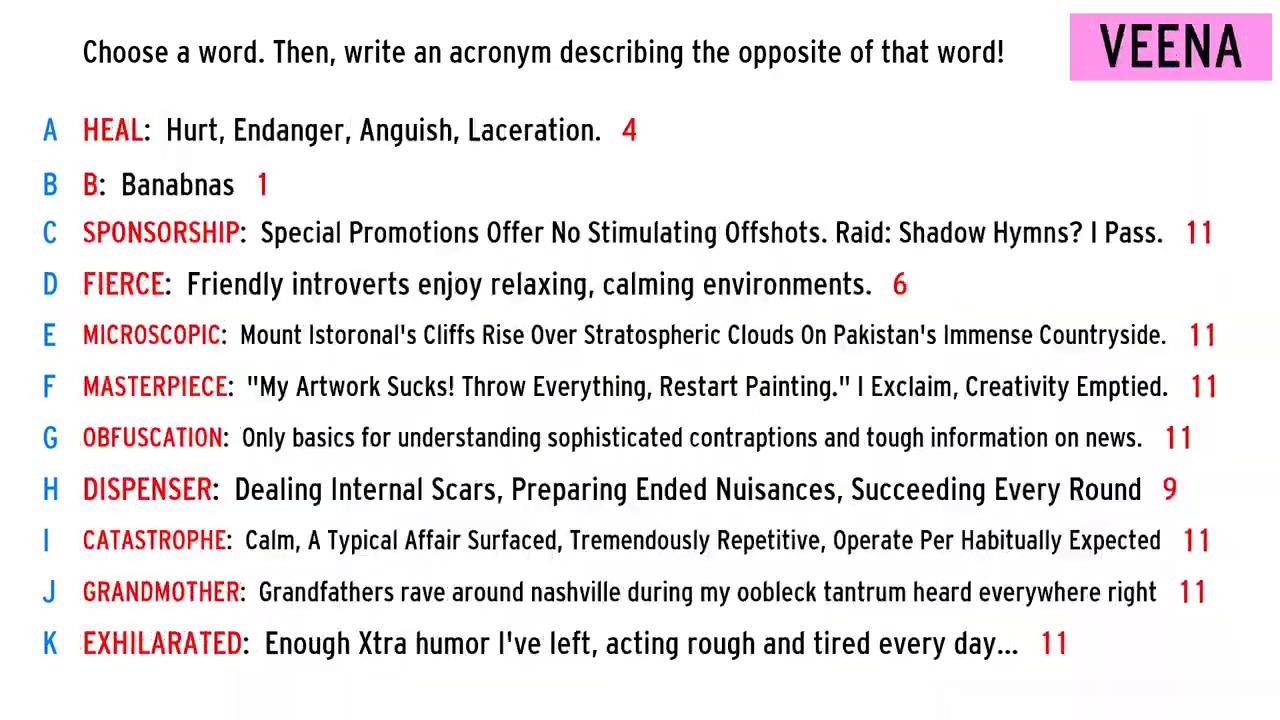 Choose a word. Then, write an acronym describing the opposite of that word!
VEENA
A HEAL: Hurt, Endanger, Anguish, Laceration. 4
B B: Banabnas 1
C SPONSORSHIP: Special Promotions Offer No Stimulating Offshots. Raid: Shadow Hymns? I Pass. 11
D FIERCE: Friendly introverts enjoy relaxing, calming environments. 6
E MICROSCOPIC: Mount Istoronal's Cliffs Rise Over Stratospheric Clouds On Pakistan's Immense Countryside. 11
F MASTERPIECE: "My Artwork Sucks! Throw Everything, Restart Painting." I Exclaim, Creativity Emptied. 11
G OBFUSCATION: Only basics for understanding sophisticated contraptions and tough information on news. 11
H DISPENSER: Dealing Internal Scars, Preparing Ended Nuisances, Succeeding Every Round 9
I CATASTROPHE: Calm, A Typical Affair Surfaced, Tremendously Repetitive, Operate Per Habitually Expected 11
J GRANDMOTHER: Grandfathers rave around nashville during my oobleck tantrum heard everywhere right 11
K EXHILARATED: Enough Xtra humor I've left, acting rough and tired every day... 11